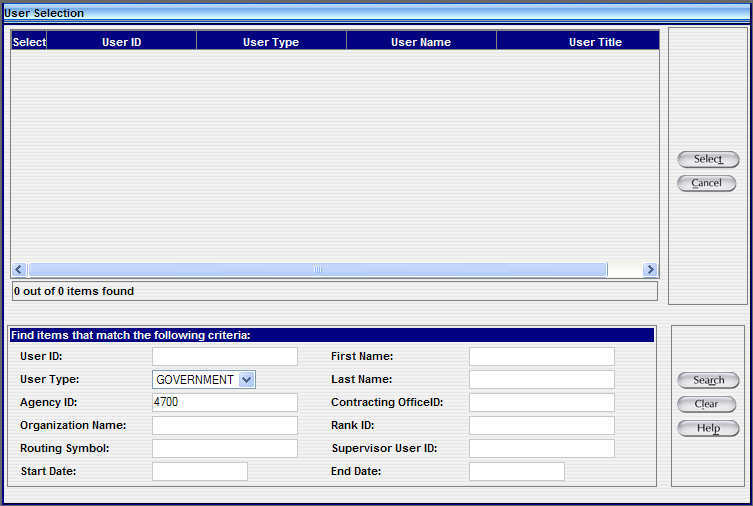 User Selection
Select User ID User Type User Name User Title
Select
Cancel
0 out of 0 items found
Find items that match the following criteria:
User ID: First Name:
User Type: GOVERNMENT Last Name:
Search
Agency ID: 4700 Contracting OfficeID:
Clear
Organization Name: Rank ID:
Help
Routing Symbol: Supervisor User ID:
Start Date: End Date: